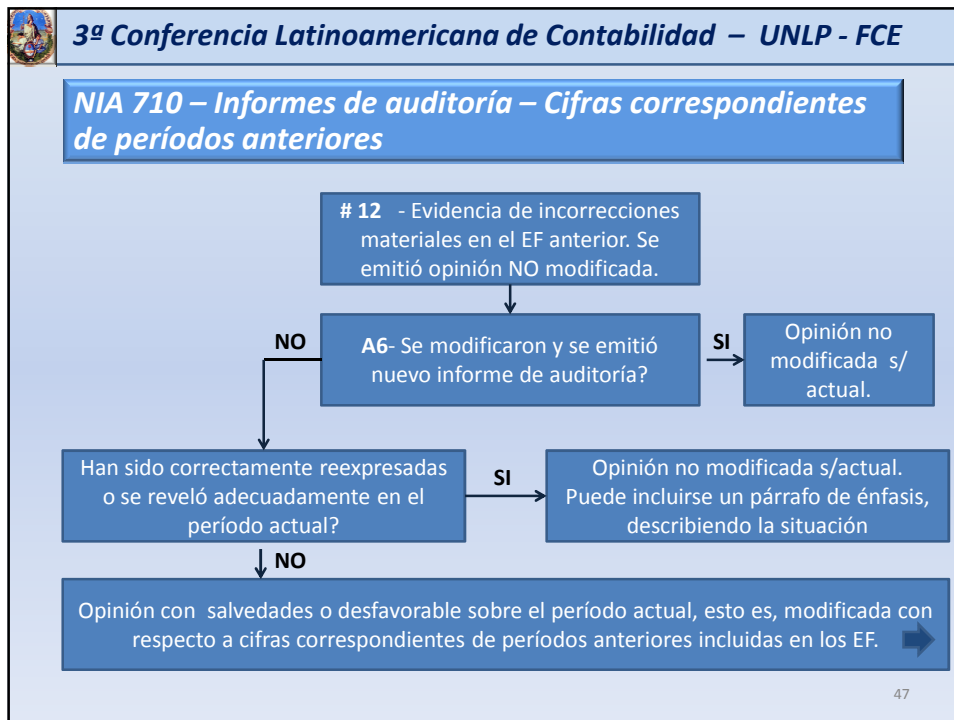 3ª Conferencia Latinoamericana de Contabilidad – UNLP - FCE
NIA 710 – Informes de auditoría – Cifras correspondientes
de períodos anteriores
# 12 - Evidencia de incorrecciones
materiales en el EF anterior. Se
emitió opinión NO modificada.
NO
A6- Se modificaron y se emitió
nuevo informe de auditoría?
SI
Opinión no
modificada s/
actual.
Han sido correctamente reexpresadas
o se reveló adecuadamente en el
período actual?
SI
Opinión no modificada s/actual.
Puede incluirse un párrafo de énfasis,
describiendo la situación
NO
Opinión con salvedades o desfavorable sobre el período actual, esto es, modificada con
respecto a cifras correspondientes de períodos anteriores incluidas en los EF.
47